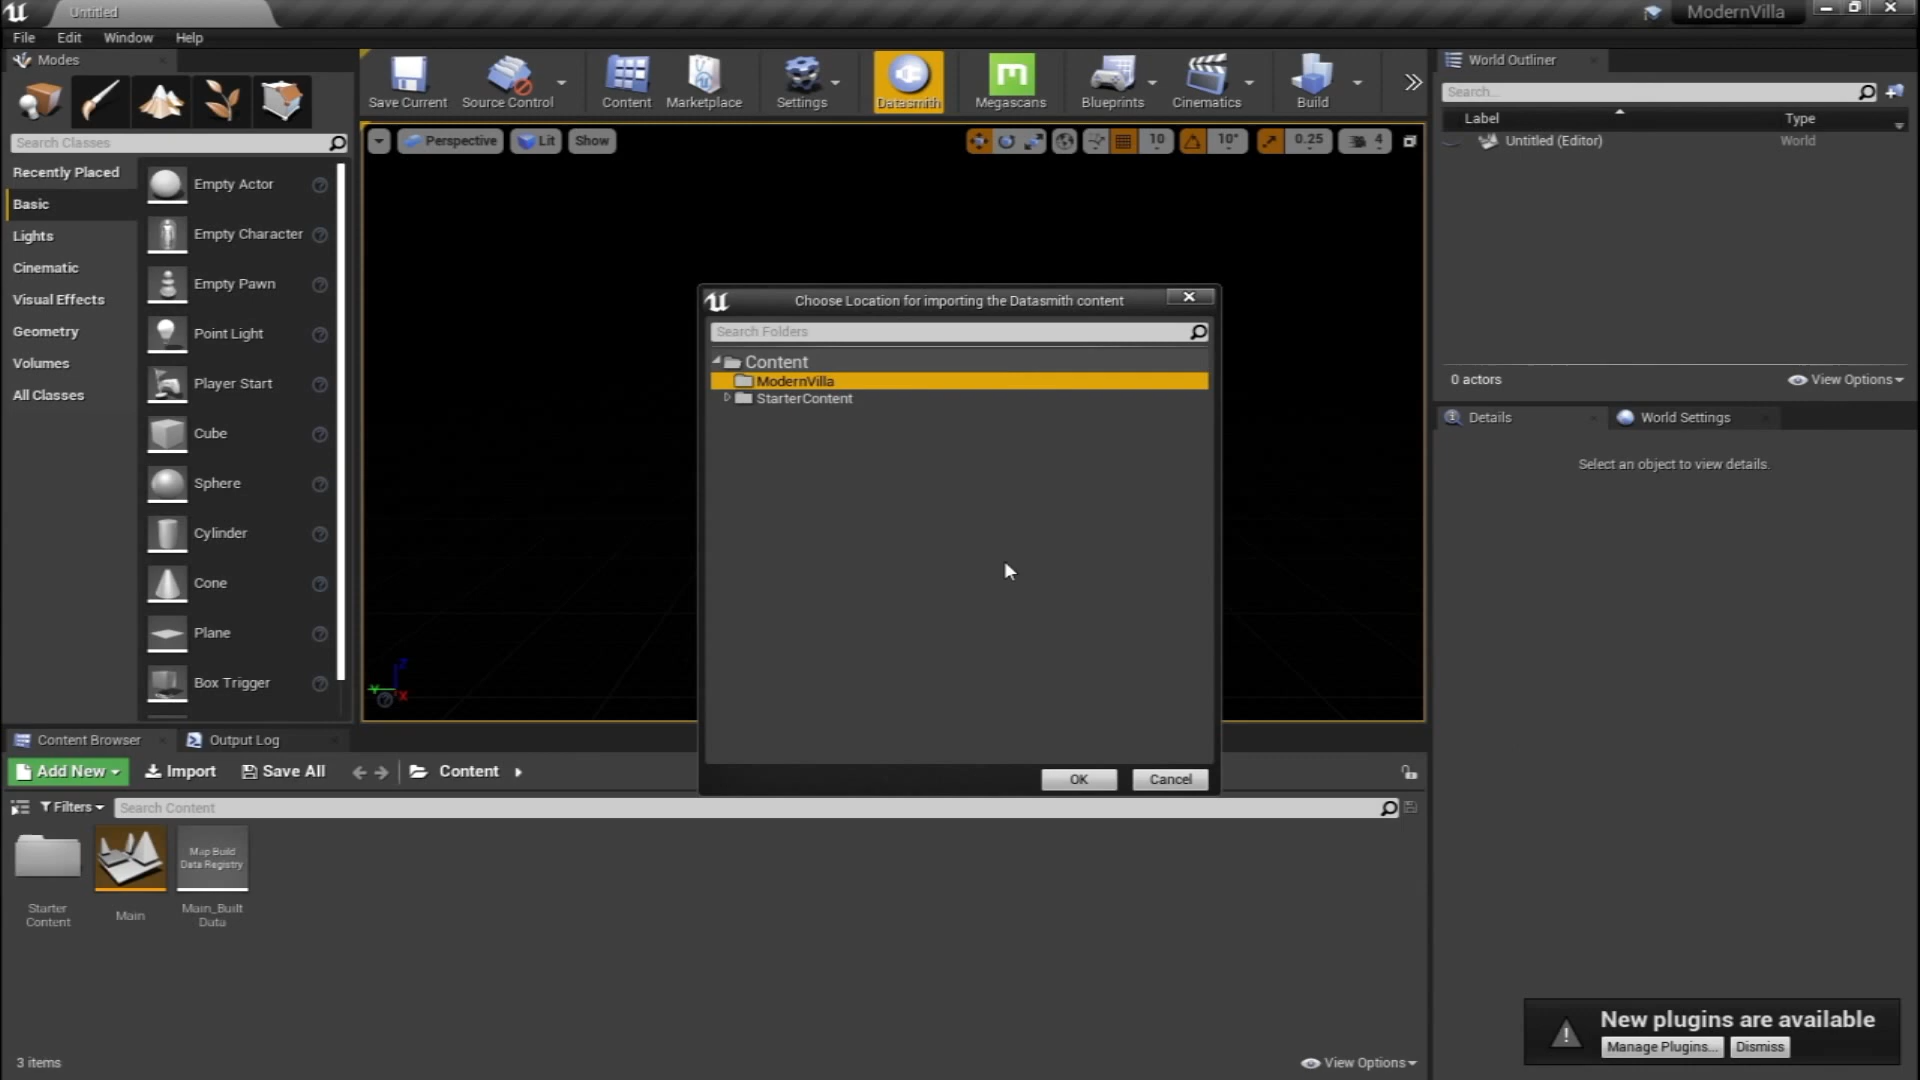 Untitled
ModernVilla
File Edit Window Help
Modes
Save Current
Source Control
Content
Marketplace
Settings
Datasmith
Megascans
Blueprints
Cinematics
Build
World Outliner
Search...
Label
Type
Untitled (Editor)
World
Search Classes
Perspective
Lit
Show
10
10°
0.25
4
Recently Placed
Basic
Lights
Cinematic
Visual Effects
Geometry
Volumes
All Classes
Empty Actor
Empty Character
Empty Pawn
Point Light
Player Start
Cube
Sphere
Cylinder
Cone
Plane
Box Trigger
Choose Location for importing the Datasmith content
Search Folders
Content
ModernVilla
StarterContent
OK
Cancel
0 actors
View Options
Details
World Settings
Select an object to view details.
Z
Y
X
Content Browser
Output Log
Add New
Import
Save All
Content
Filters
Search Content
Map Build
Data Registry
Starter
Content
Main
Main_Built
Data
3 items
View Options
New plugins are available
Manage Plugins...
Dismiss